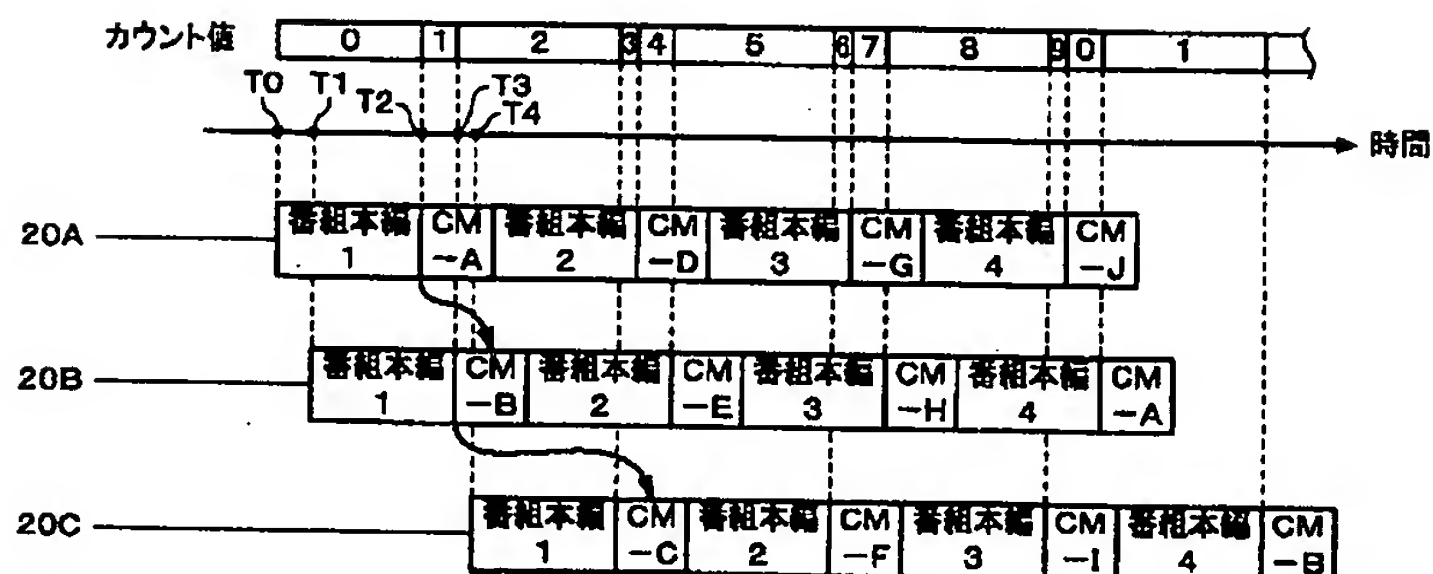 カウント値 0 1 2 3 4 5 6 7 8 9 0 1
T0 T1 T2 T3 T4
時間
20A
番組本編 1
CM -A
番組本編 2
CM -D
番組本編 3
CM -G
番組本編 4
CM -J
20B
番組本編 1
CM -B
番組本編 2
CM -E
番組本編 3
CM -H
番組本編 4
CM -A
20C
番組本編 1
CM -C
番組本編 2
CM -F
番組本編 3
CM -I
番組本編 4
CM -B